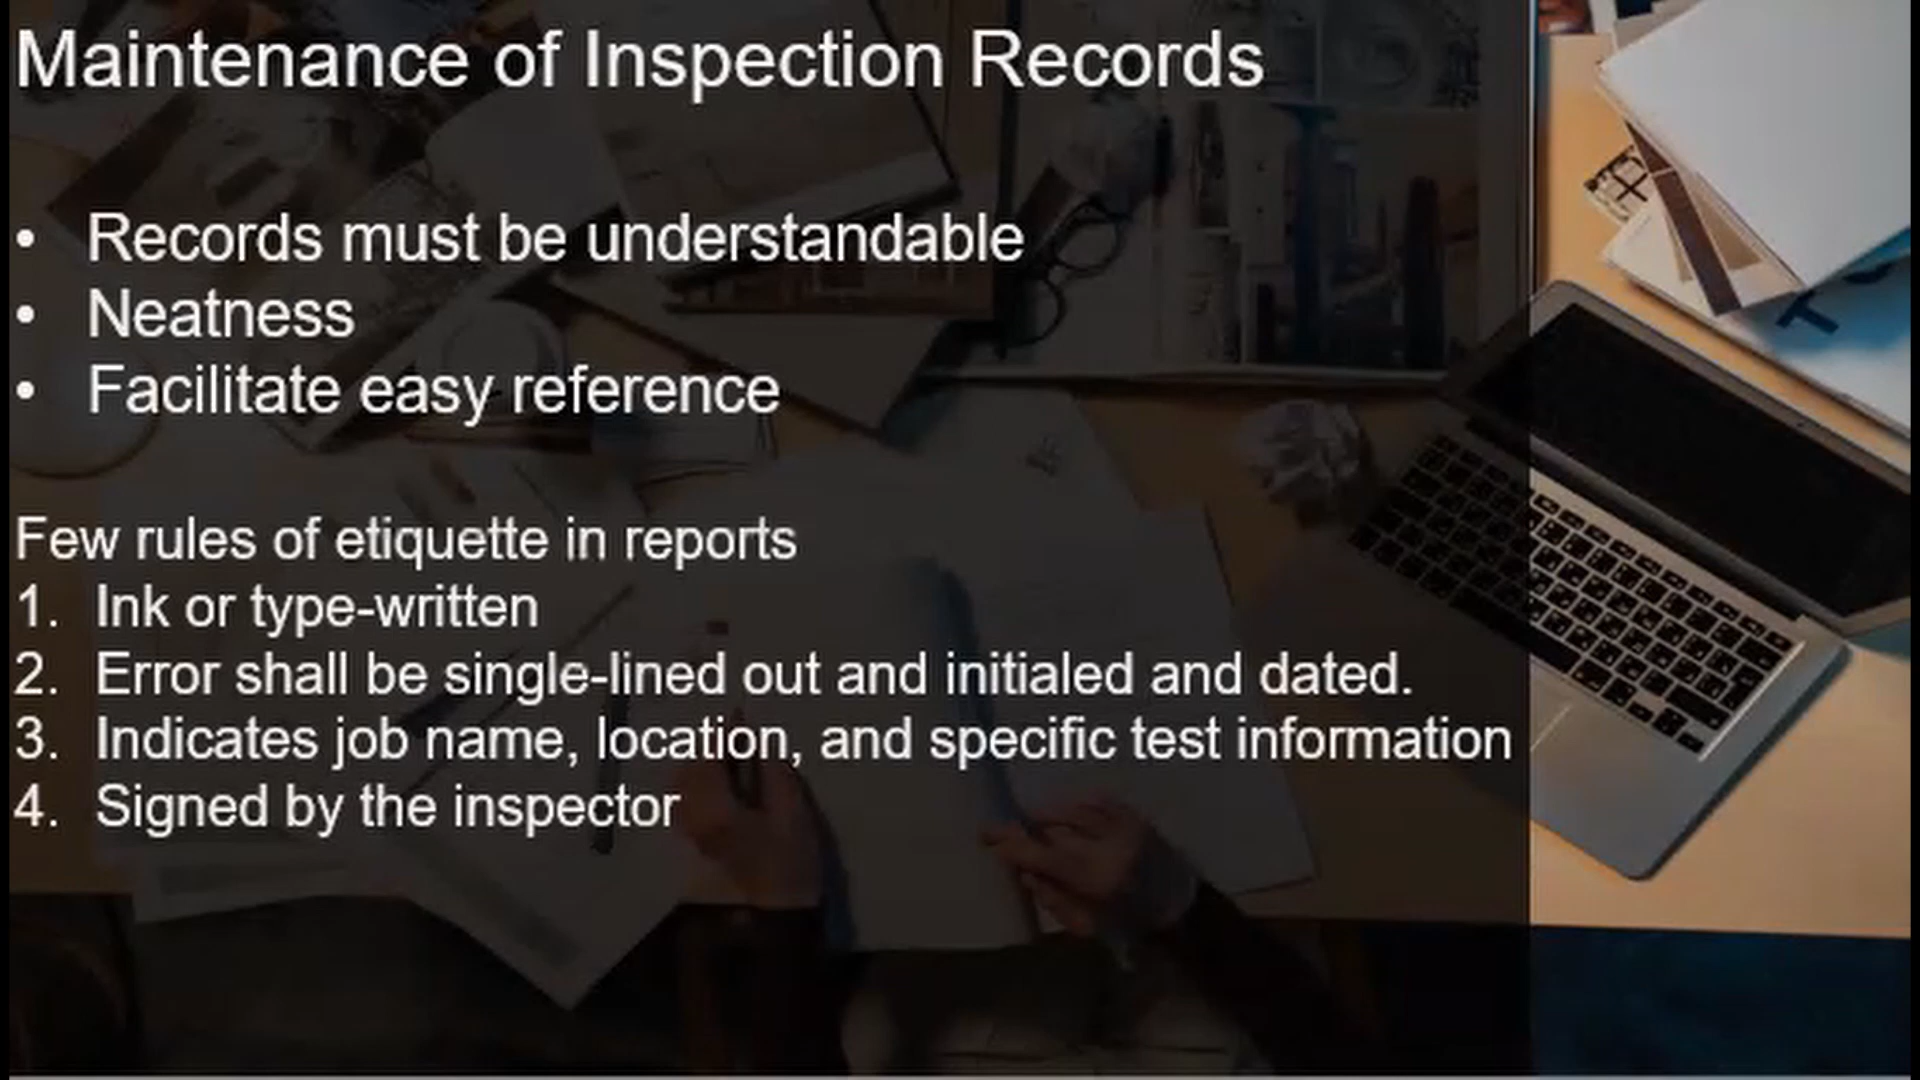 Maintenance of Inspection Records
• Records must be understandable
• Neatness
• Facilitate easy reference
Few rules of etiquette in reports
1. Ink or type-written
2. Error shall be single-lined out and initialed and dated.
3. Indicates job name, location, and specific test information
4. Signed by the inspector